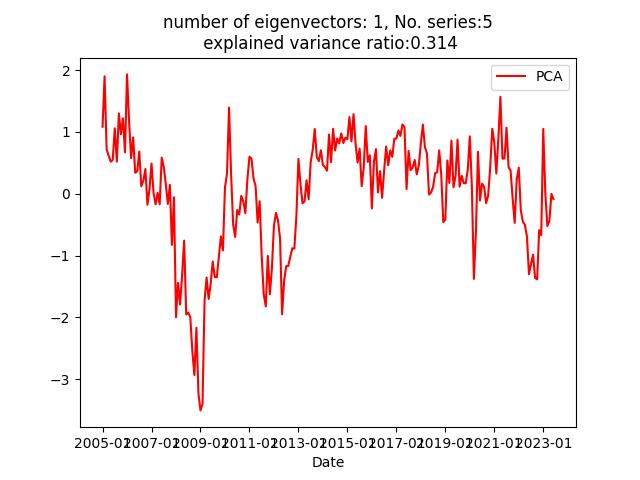 number of eigenvectors: 1, No. series:5
explained variance ratio:0.314
PCA
2
1
0
−1
−2
−3
2005-01 2007-01 2009-01 2011-01 2013-01 2015-01 2017-01 2019-01 2021-01 2023-01
Date